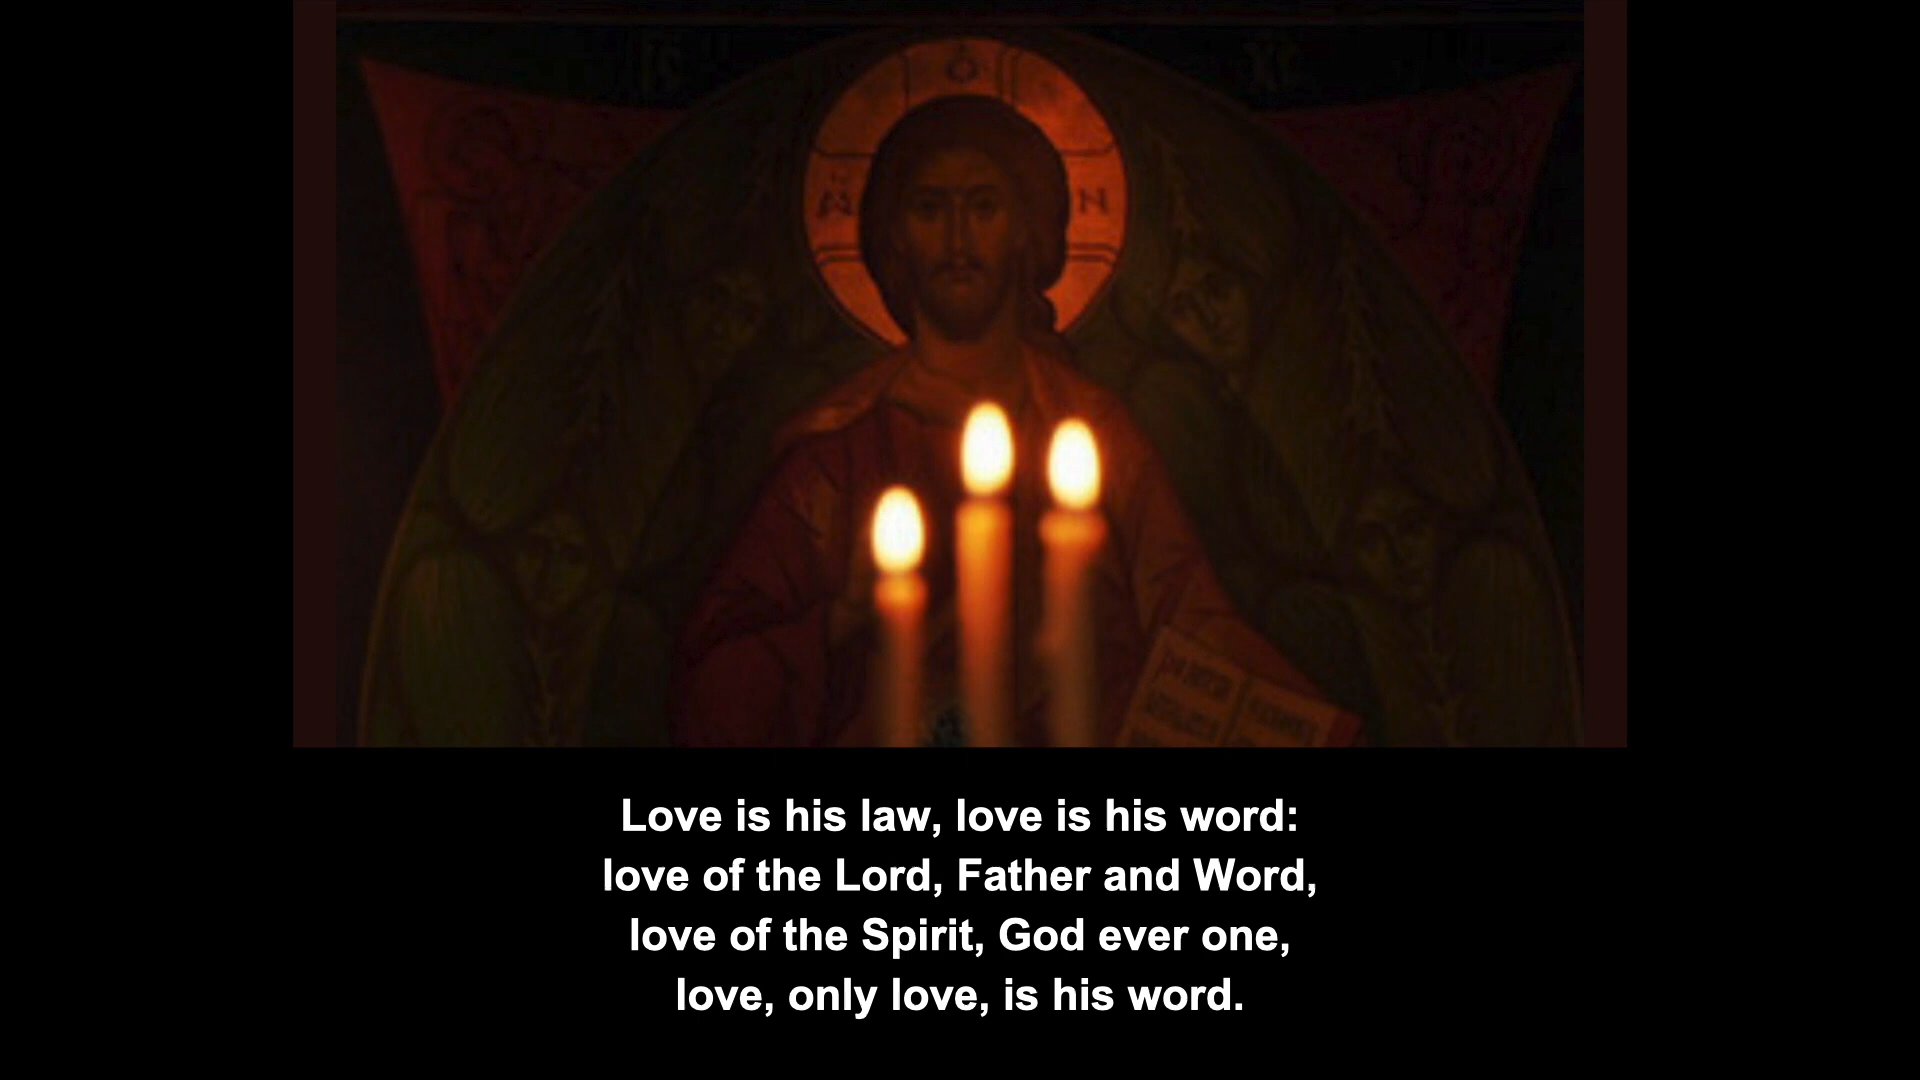 Love is his law, love is his word:
love of the Lord, Father and Word,
love of the Spirit, God ever one,
love, only love, is his word.